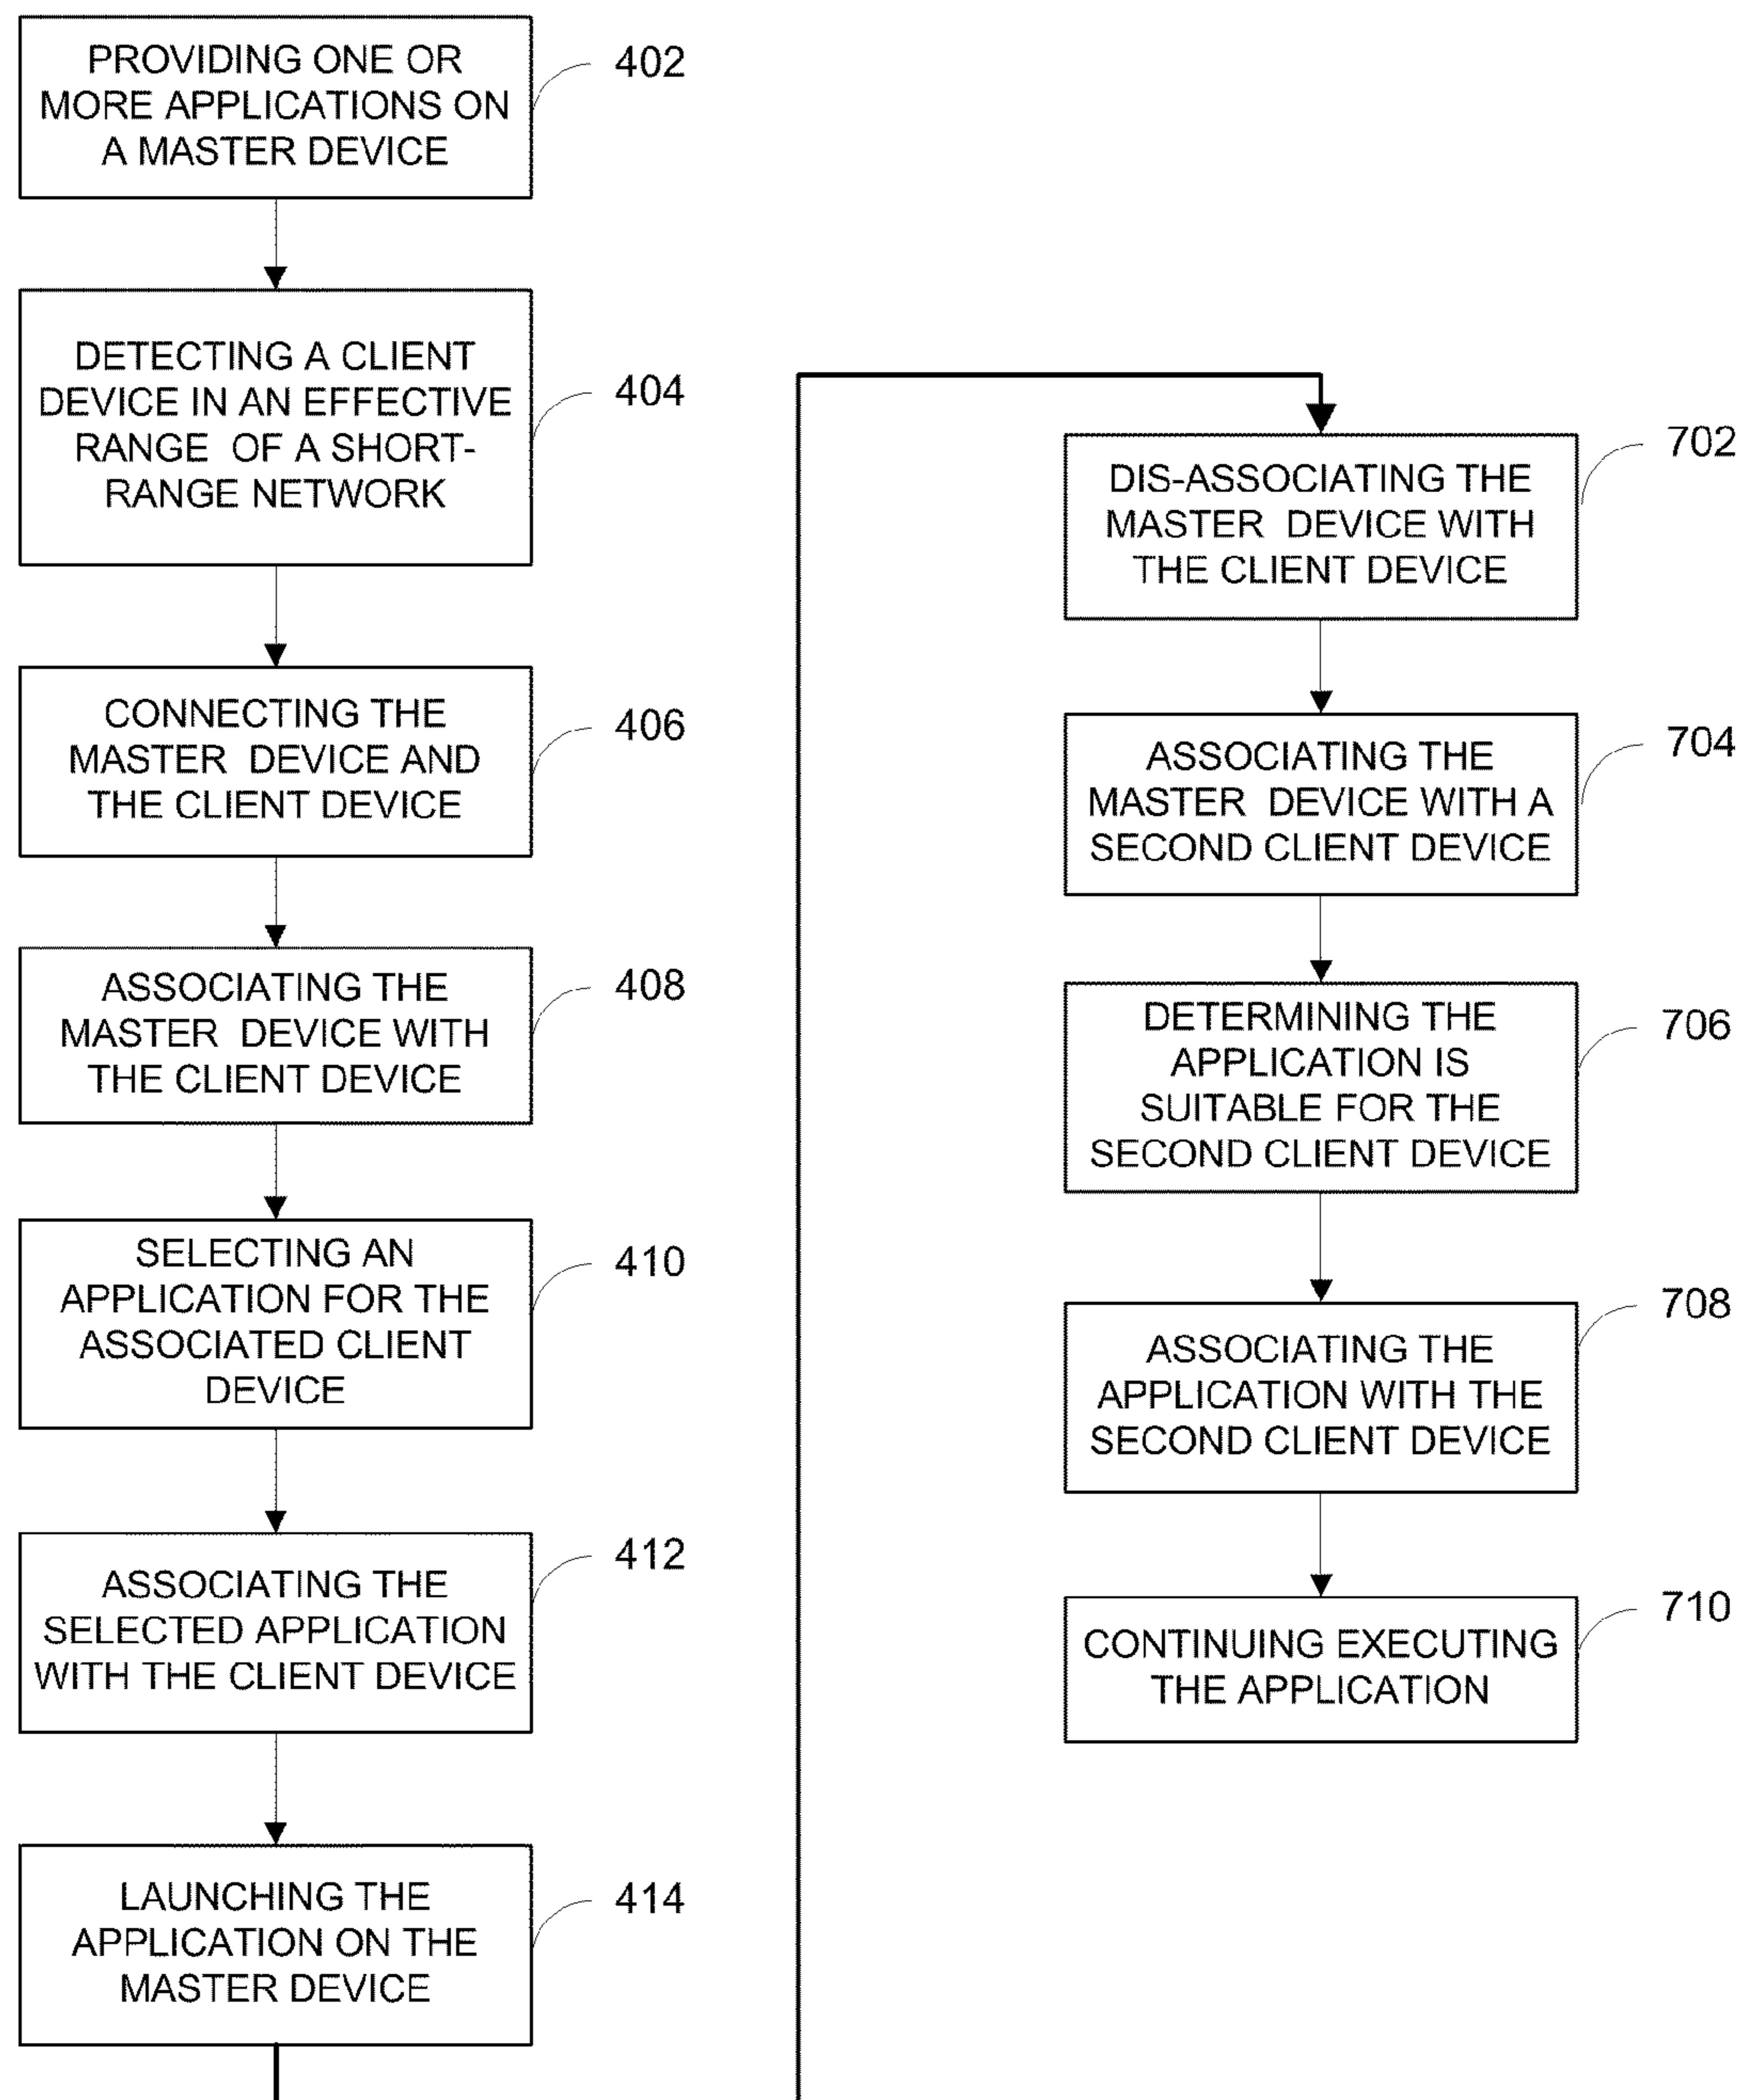 PROVIDING ONE OR
MORE APPLICATIONS ON
A MASTER DEVICE
402
DETECTING A CLIENT
DEVICE IN AN EFFECTIVE
RANGE OF A SHORT-
RANGE NETWORK
404
CONNECTING THE
MASTER DEVICE AND
THE CLIENT DEVICE
406
ASSOCIATING THE
MASTER DEVICE WITH
THE CLIENT DEVICE
408
SELECTING AN
APPLICATION FOR THE
ASSOCIATED CLIENT
DEVICE
410
ASSOCIATING THE
SELECTED APPLICATION
WITH THE CLIENT DEVICE
412
LAUNCHING THE
APPLICATION ON THE
MASTER DEVICE
414
DIS-ASSOCIATING THE
MASTER DEVICE WITH
THE CLIENT DEVICE
702
ASSOCIATING THE
MASTER DEVICE WITH A
SECOND CLIENT DEVICE
704
DETERMINING THE
APPLICATION IS
SUITABLE FOR THE
SECOND CLIENT DEVICE
706
ASSOCIATING THE
APPLICATION WITH THE
SECOND CLIENT DEVICE
708
CONTINUING EXECUTING
THE APPLICATION
710